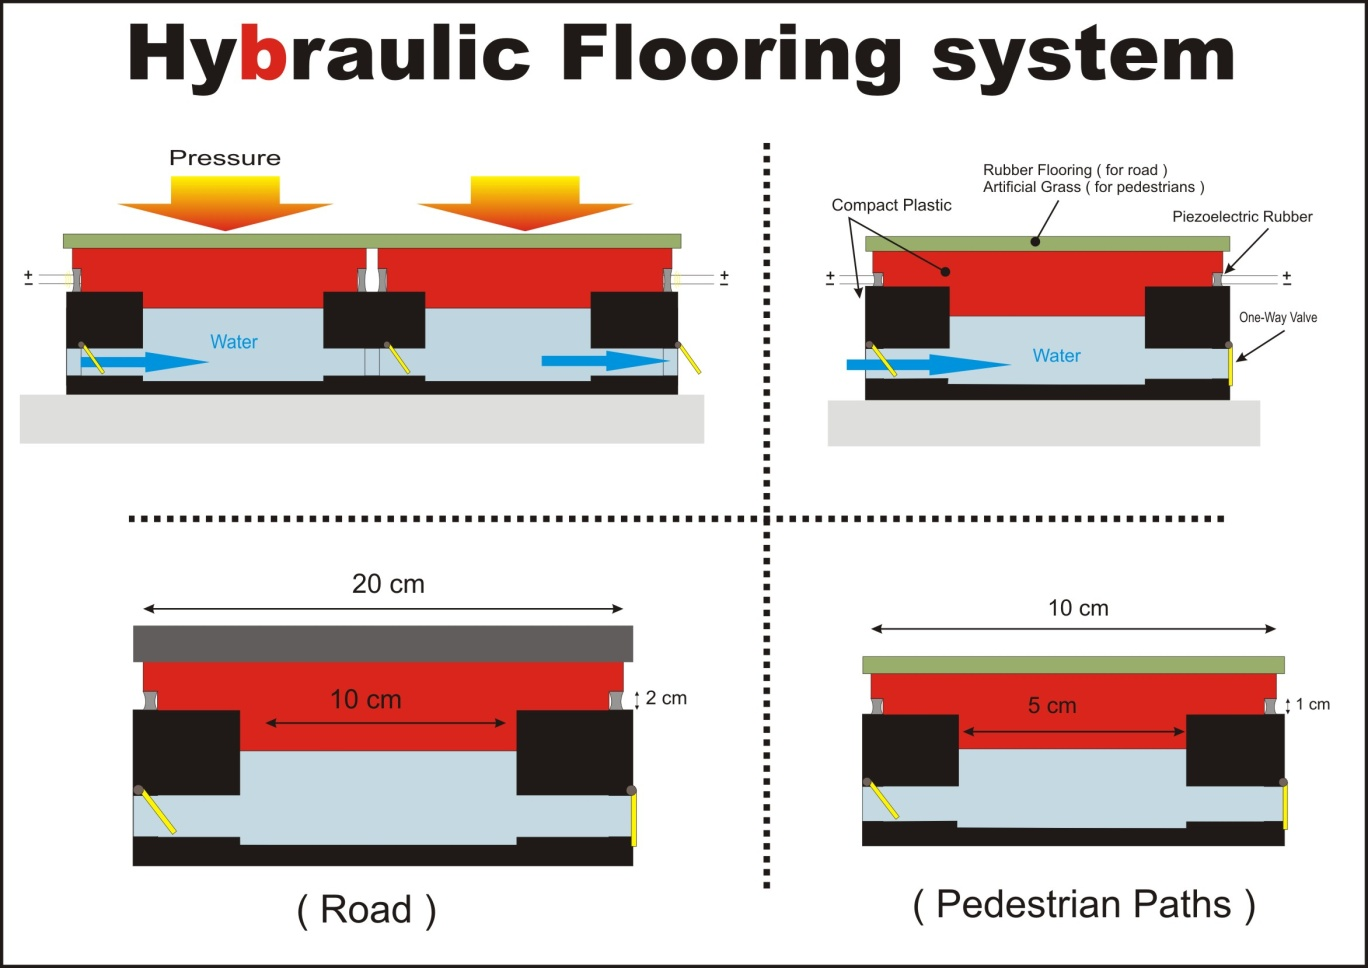 Hybraulic Flooring system
Pressure
+
−
Water
+
−
Rubber Flooring ( for road )
Artificial Grass ( for pedestrians )
Compact Plastic
Piezoelectric Rubber
+
−
+
−
One-Way Valve
Water
20 cm
10 cm
2 cm
( Road )
10 cm
5 cm
1 cm
( Pedestrian Paths )